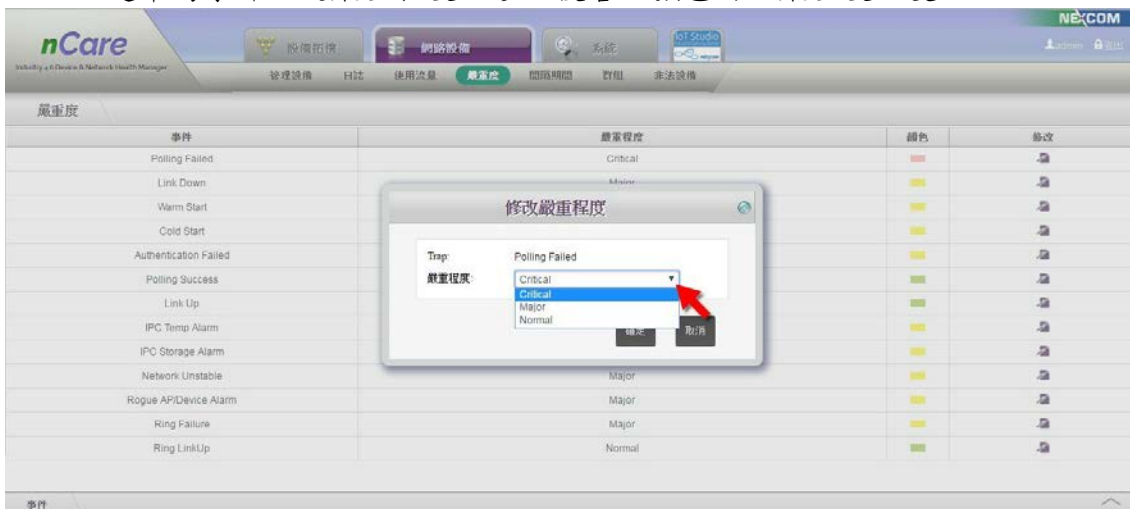 NEXCOM
nCare
Industry 4.0 Device & Network Health Manager
設備拓樸 網路設備 系統 IoT Studio
admin 登出
管理設備 日誌 使用流量 嚴重度 間隔期間 群組 非法設備
嚴重度
事件 嚴重程度 顏色 修改
Polling Failed Critical
Link Down Major
Warm Start
Cold Start
Authentication Failed
Polling Success
Link Up
IPC Temp Alarm
IPC Storage Alarm
Network Unstable Major
Rogue AP/Device Alarm Major
Ring Failure Major
Ring LinkUp Normal
修改嚴重程度
Trap: Polling Failed
嚴重程度: Critical
Critical
Major
Normal
確定 取消
事件